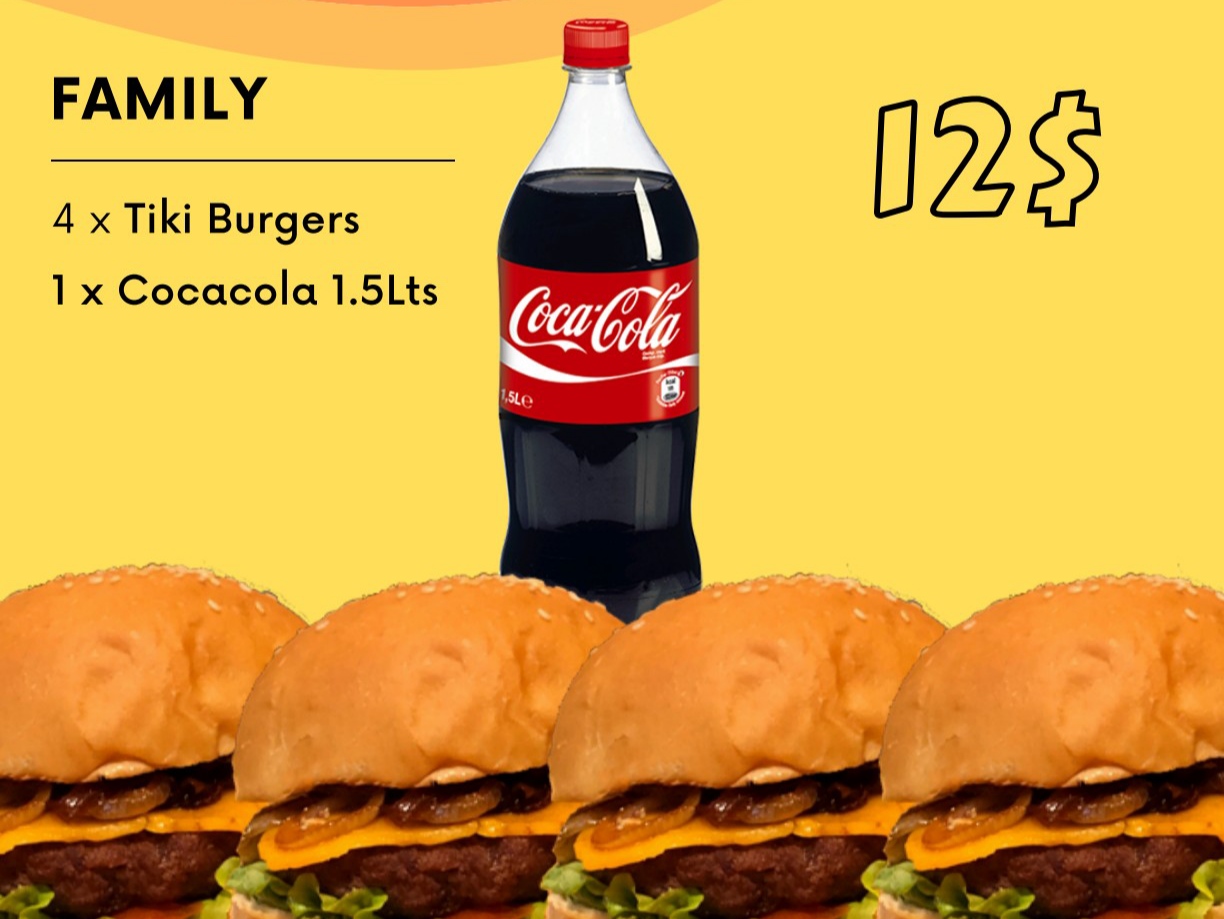 FAMILY
12$
4 x Tiki Burgers
1 x Cocacola 1.5Lts
Coca-Cola
1,5L℮